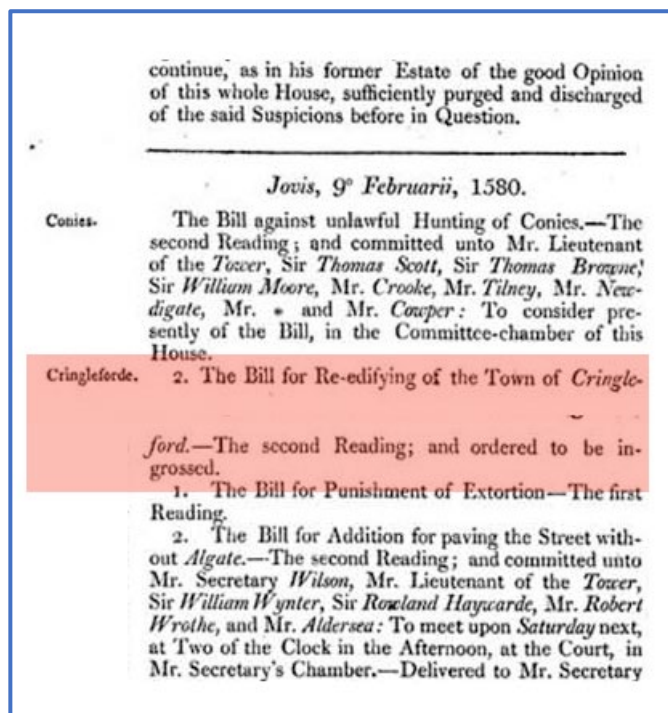 continue, as in his former Estate of the good Opinion
of this whole House, sufficiently purged and discharged
of the said Suspicions before in Question.
Jovis, 9° Februarii, 1580.
Conies. The Bill against unlawful Hunting of Conies.—The
second Reading; and committed unto Mr. Lieutenant
of the Tower, Sir Thomas Scott, Sir Thomas Browne,
Sir William Moore, Mr. Crooke, Mr. Tilney, Mr. New-
digate, Mr. * and Mr. Cowper: To consider pre-
sently of the Bill, in the Committee-chamber of this
House.
Cringleforde. 2. The Bill for Re-edifying of the Town of Cringle-
ford.—The second Reading; and ordered to be in-
grossed.
1. The Bill for Punishment of Extortion—The first
Reading.
2. The Bill for Addition for paving the Street with-
out Algate.—The second Reading; and committed unto
Mr. Secretary Wilson, Mr. Lieutenant of the Tower,
Sir William Wynter, Sir Rowland Haywarde, Mr. Robert
Wrothe, and Mr. Aldersea: To meet upon Saturday next,
at Two of the Clock in the Afternoon, at the Court, in
Mr. Secretary's Chamber.—Delivered to Mr. Secretary